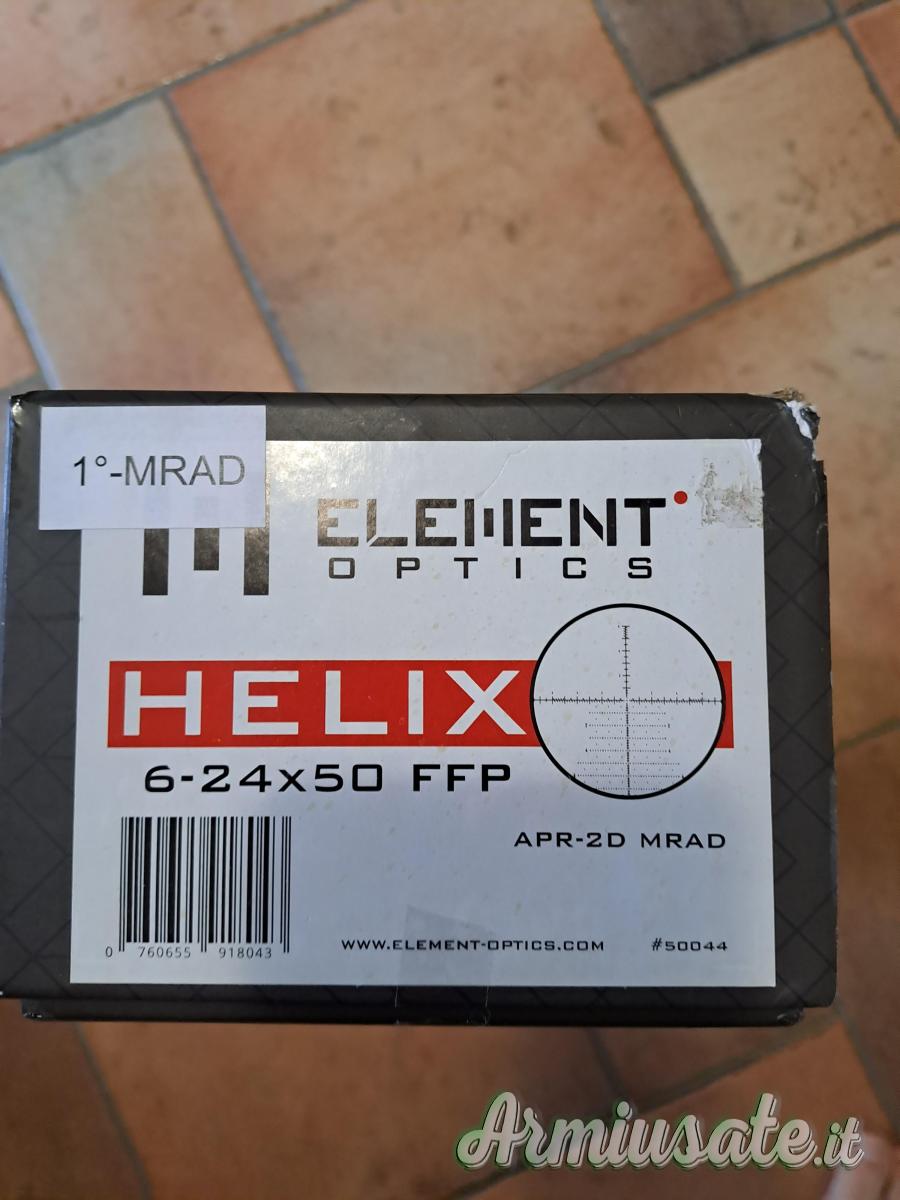 1°-MRAD
ELEMENT
OPTICS
HELIX
6-24x50 FFP
APR-2D MRAD
0 760655 918043
WWW.ELEMENT-OPTICS.COM #50044
Armiusate.it